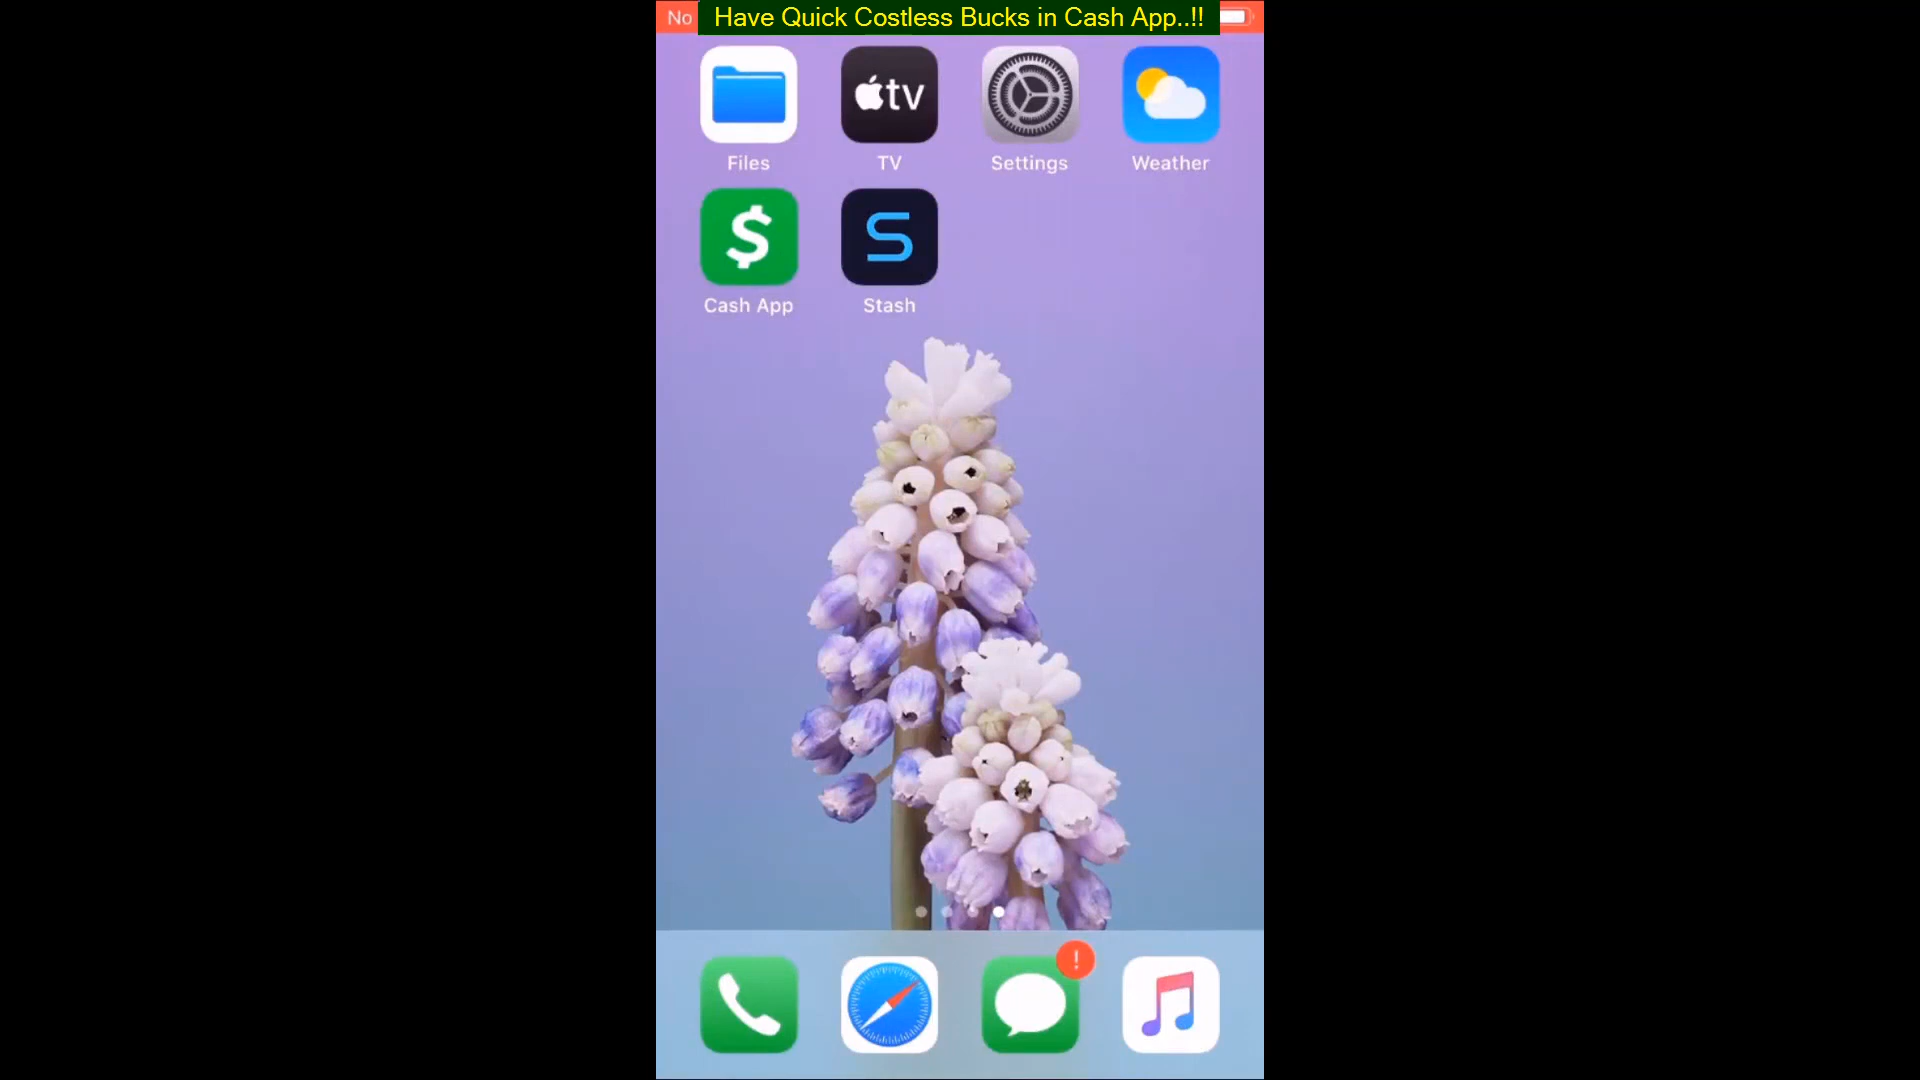 No
Have Quick Costless Bucks in Cash App..!!
tv
Files
TV
Settings
Weather
$
S
Cash App
Stash
!